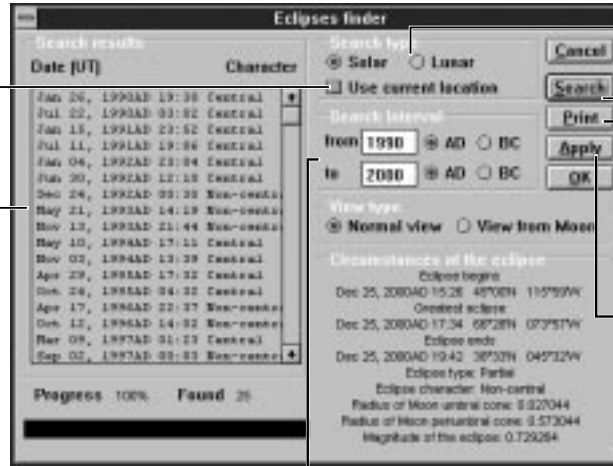 Eclipses finder
Search results
Date (UT) Character
Jan 26, 1990AD 19:30 Central
Jul 22, 1990AD 03:02 Central
Jan 15, 1991AD 23:52 Central
Jul 11, 1991AD 19:06 Central
Jan 04, 1992AD 23:04 Central
Jun 30, 1992AD 12:10 Central
Dec 24, 1992AD 00:30 Non-centr
May 21, 1993AD 14:19 Non-centr
Nov 13, 1993AD 21:44 Non-centr
May 10, 1994AD 17:11 Central
Nov 03, 1994AD 13:39 Central
Apr 29, 1995AD 17:32 Central
Oct 24, 1995AD 04:32 Central
Apr 17, 1996AD 22:37 Non-centr
Oct 12, 1996AD 14:02 Non-centr
Mar 09, 1997AD 01:23 Central
Sep 02, 1997AD 00:03 Non-centr
Progress 100% Found 26
Search type
Solar Lunar
Use current location
Search Interval
from 1990 AD BC
to 2000 AD BC
View type
Normal view View from Moon
Circumstances of the eclipse
Eclipse begins
Dec 25, 2000AD 15:26 48°00'N 115°59'W
Greatest eclipse
Dec 25, 2000AD 17:34 66°28'N 073°57'W
Eclipse ends
Dec 25, 2000AD 19:42 38°33'N 045°32'W
Eclipse type: Partial
Eclipse character: Non-central
Radius of Moon umbral cone: 0.027044
Radius of Moon penumbral cone: 0.573044
Magnitude of the eclipse: 0.729284
Cancel
Search
Print
Apply
OK